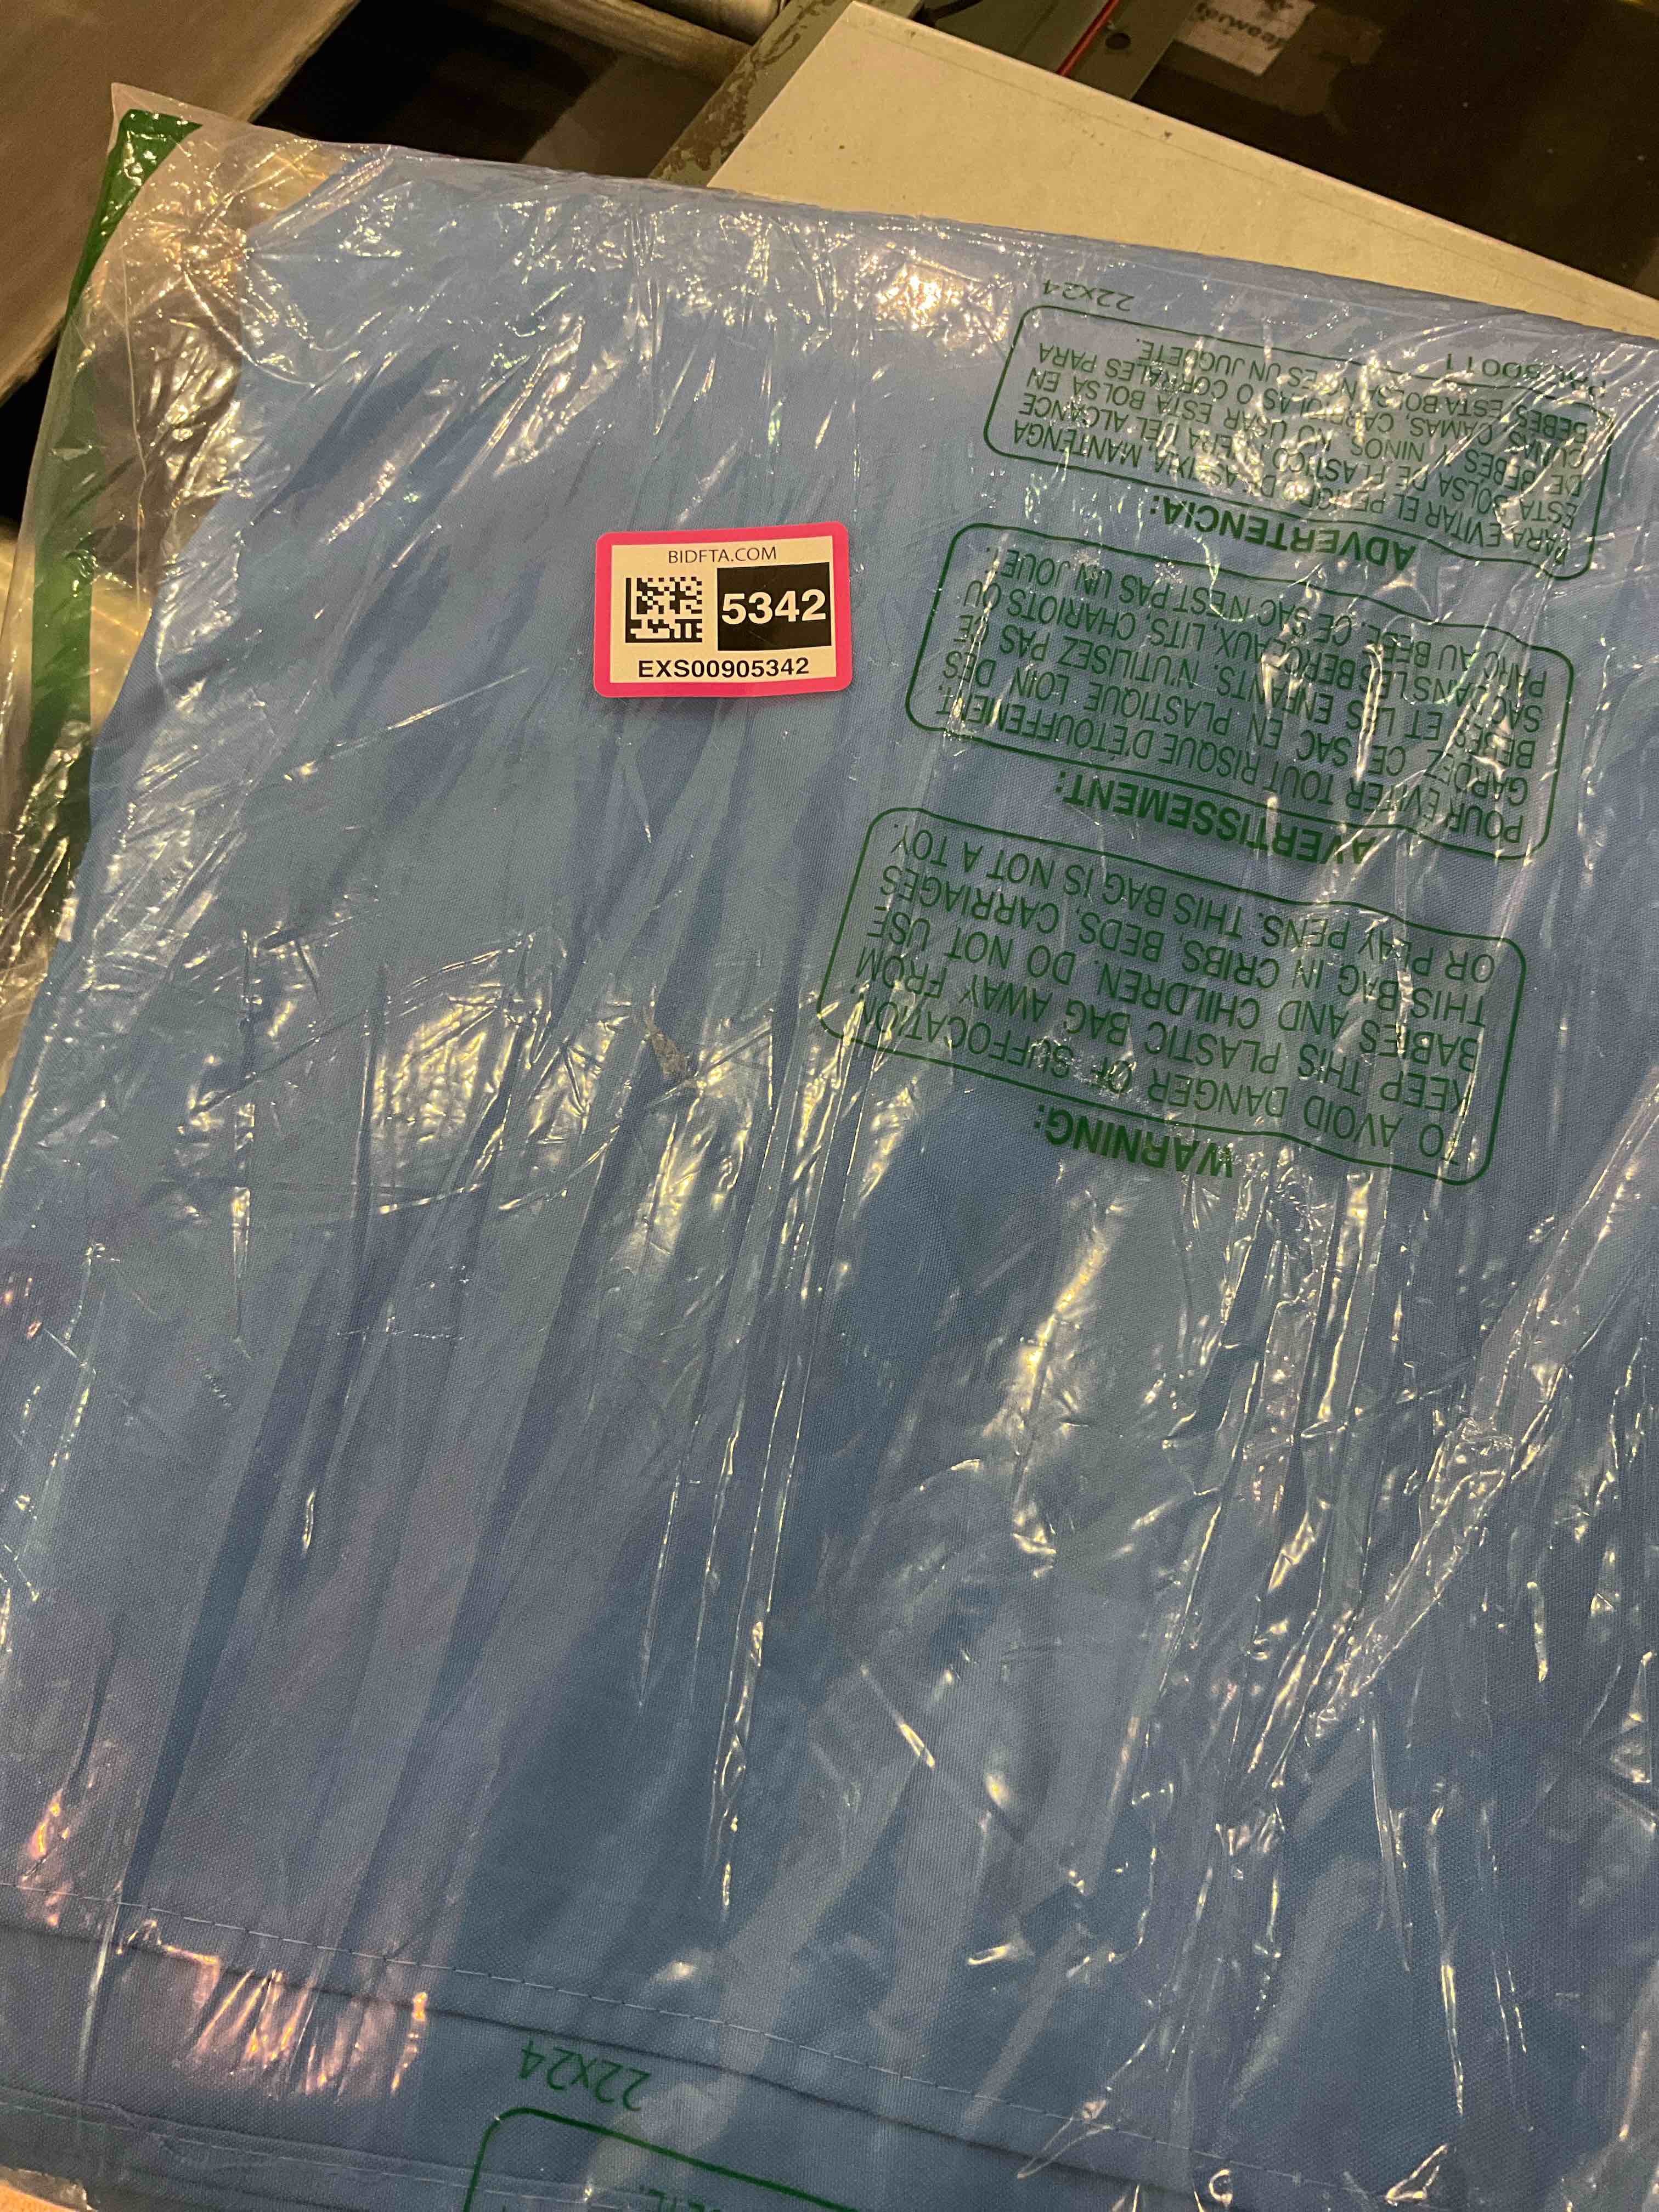 BIDFTA.COM
5342
EXS00905342
WARNING:
TO AVOID DANGER OF SUFFOCATION,
KEEP THIS PLASTIC BAG AWAY FROM
BABIES AND CHILDREN. DO NOT USE
THIS BAG IN CRIBS, BEDS, CARRIAGES
OR PLAY PENS. THIS BAG IS NOT A TOY.
AVERTISSEMENT:
POUR EVITER TOUT RISQUE D'ÉTOUFFEMENT,
GARDEZ CE SAC EN PLASTIQUE LOIN DES
BEBES ET LES ENFANTS. N'UTILISEZ PAS CE
SAC DANS LES BERCEAUX, LITS, CHARIOTS OU
PARC AU BEBE. CE SAC N'EST PAS UN JOUET.
ADVERTENCIA:
PARA EVITAR EL PELIGRO DE ASFIXIA, MANTENGA
ESTA BOLSA DE PLASTICO FUERA DEL ALCANCE
DE BEBES Y NINOS. NO USAR ESTA BOLSA EN
CUNAS, CAMAS, CARRIOLAS O CORRALES PARA
BEBES. ESTA BOLSA NO ES UN JUGUETE.
22x24
22x24